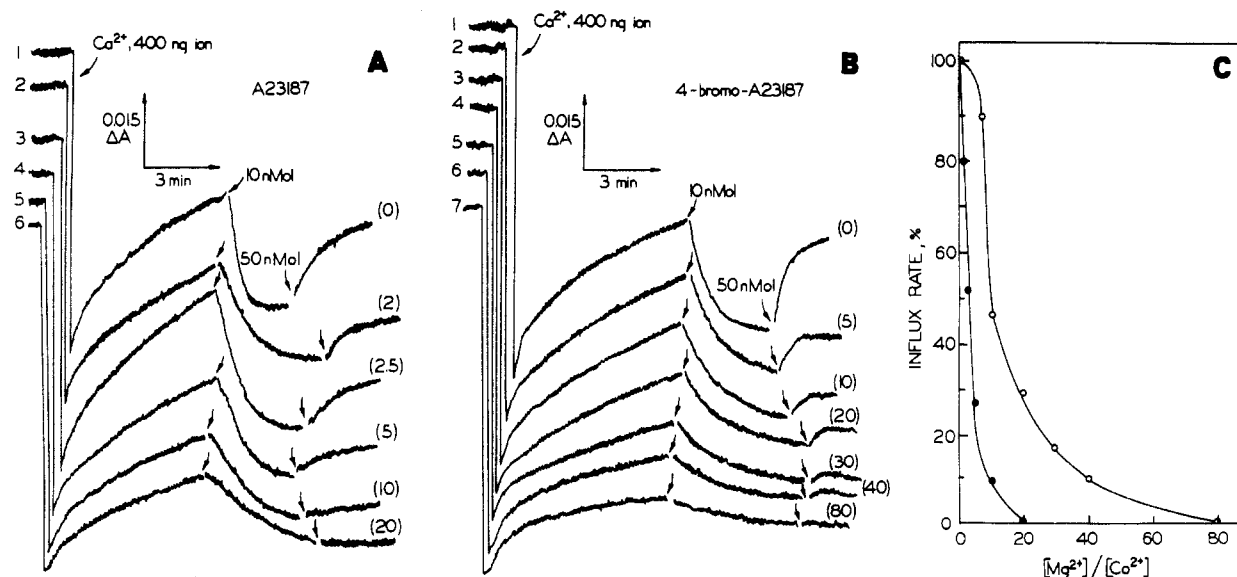 A
A23187
1
2
3
4
5
6
Ca²⁺, 400 ng ion
0.015
ΔA
3 min
10 nMol
50 nMol
(0)
(2)
(2.5)
(5)
(10)
(20)
B
4-bromo-A23187
1
2
3
4
5
6
7
Ca²⁺, 400 ng ion
0.015
ΔA
3 min
10 nMol
50 nMol
(0)
(5)
(10)
(20)
(30)
(40)
(80)
C
INFLUX RATE, %
100
80
60
40
20
0
0
20
40
60
80
[Mg²⁺]/[Ca²⁺]